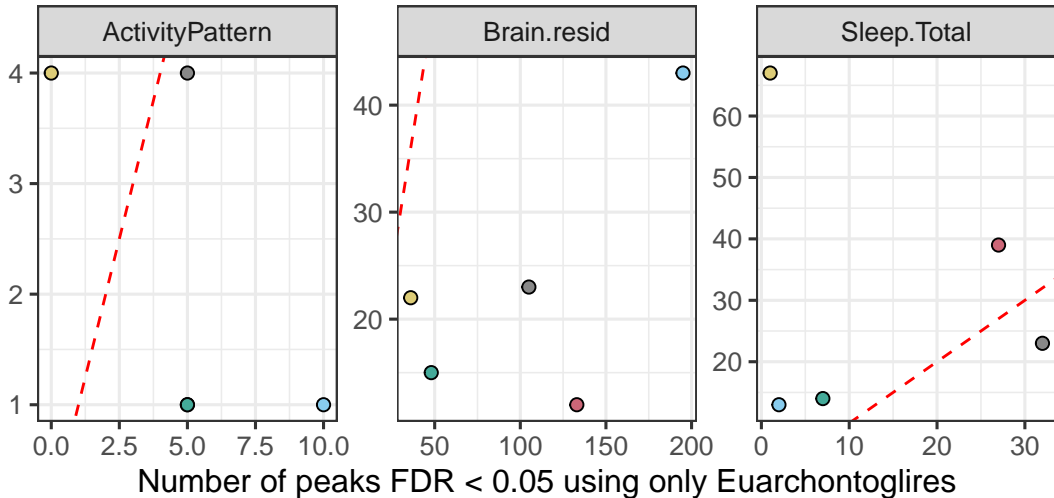 ActivityPattern
Brain.resid
Sleep.Total
4
3
2
1
40
30
20
60
50
40
30
20
0.0 2.5 5.0 7.5 10.0
50 100 150 200
0 10 20 30
Number of peaks FDR < 0.05 using only Euarchontoglires